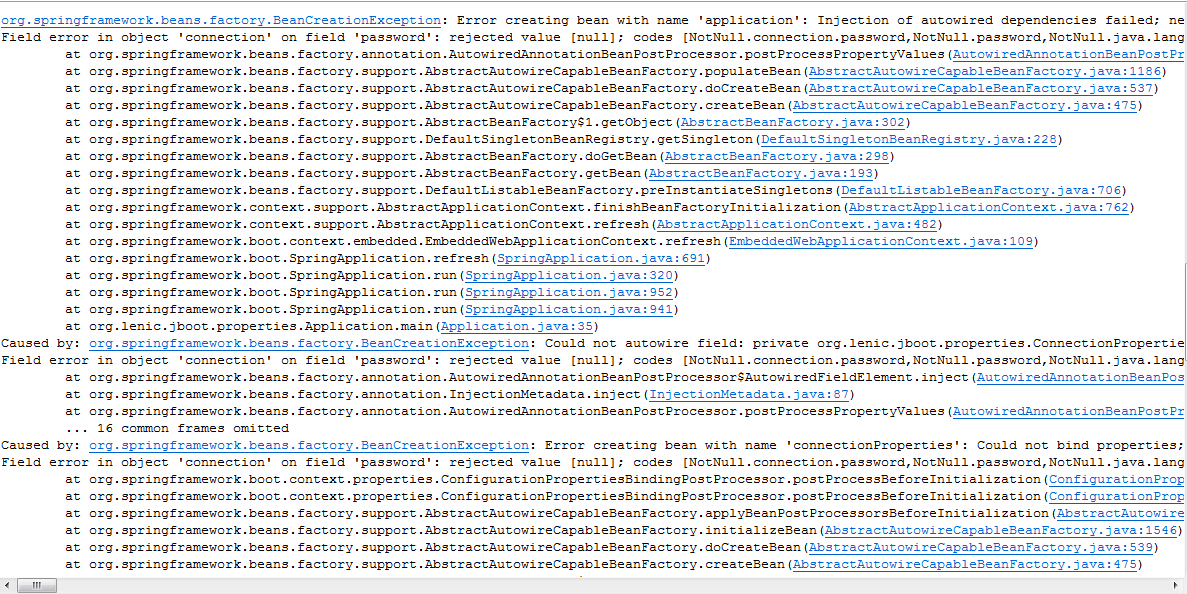 org.springframework.beans.factory.BeanCreationException: Error creating bean with name 'application': Injection of autowired dependencies failed; ne
Field error in object 'connection' on field 'password': rejected value [null]; codes [NotNull.connection.password,NotNull.password,NotNull.java.lang
at org.springframework.beans.factory.annotation.AutowiredAnnotationBeanPostProcessor.postProcessPropertyValues(AutowiredAnnotationBeanPostPr
at org.springframework.beans.factory.support.AbstractAutowireCapableBeanFactory.populateBean(AbstractAutowireCapableBeanFactory.java:1186)
at org.springframework.beans.factory.support.AbstractAutowireCapableBeanFactory.doCreateBean(AbstractAutowireCapableBeanFactory.java:537)
at org.springframework.beans.factory.support.AbstractAutowireCapableBeanFactory.createBean(AbstractAutowireCapableBeanFactory.java:475)
at org.springframework.beans.factory.support.AbstractBeanFactory$1.getObject(AbstractBeanFactory.java:302)
at org.springframework.beans.factory.support.DefaultSingletonBeanRegistry.getSingleton(DefaultSingletonBeanRegistry.java:228)
at org.springframework.beans.factory.support.AbstractBeanFactory.doGetBean(AbstractBeanFactory.java:298)
at org.springframework.beans.factory.support.AbstractBeanFactory.getBean(AbstractBeanFactory.java:193)
at org.springframework.beans.factory.support.DefaultListableBeanFactory.preInstantiateSingletons(DefaultListableBeanFactory.java:706)
at org.springframework.context.support.AbstractApplicationContext.finishBeanFactoryInitialization(AbstractApplicationContext.java:762)
at org.springframework.context.support.AbstractApplicationContext.refresh(AbstractApplicationContext.java:482)
at org.springframework.boot.context.embedded.EmbeddedWebApplicationContext.refresh(EmbeddedWebApplicationContext.java:109)
at org.springframework.boot.SpringApplication.refresh(SpringApplication.java:691)
at org.springframework.boot.SpringApplication.run(SpringApplication.java:320)
at org.springframework.boot.SpringApplication.run(SpringApplication.java:952)
at org.springframework.boot.SpringApplication.run(SpringApplication.java:941)
at org.lenic.jboot.properties.Application.main(Application.java:35)
Caused by: org.springframework.beans.factory.BeanCreationException: Could not autowire field: private org.lenic.jboot.properties.ConnectionPropertie
Field error in object 'connection' on field 'password': rejected value [null]; codes [NotNull.connection.password,NotNull.password,NotNull.java.lang
at org.springframework.beans.factory.annotation.AutowiredAnnotationBeanPostProcessor$AutowiredFieldElement.inject(AutowiredAnnotationBeanPos
at org.springframework.beans.factory.annotation.InjectionMetadata.inject(InjectionMetadata.java:87)
at org.springframework.beans.factory.annotation.AutowiredAnnotationBeanPostProcessor.postProcessPropertyValues(AutowiredAnnotationBeanPostPr
... 16 common frames omitted
Caused by: org.springframework.beans.factory.BeanCreationException: Error creating bean with name 'connectionProperties': Could not bind properties;
Field error in object 'connection' on field 'password': rejected value [null]; codes [NotNull.connection.password,NotNull.password,NotNull.java.lang
at org.springframework.boot.context.properties.ConfigurationPropertiesBindingPostProcessor.postProcessBeforeInitialization(ConfigurationProp
at org.springframework.boot.context.properties.ConfigurationPropertiesBindingPostProcessor.postProcessBeforeInitialization(ConfigurationProp
at org.springframework.beans.factory.support.AbstractAutowireCapableBeanFactory.applyBeanPostProcessorsBeforeInitialization(AbstractAutowire
at org.springframework.beans.factory.support.AbstractAutowireCapableBeanFactory.initializeBean(AbstractAutowireCapableBeanFactory.java:1546)
at org.springframework.beans.factory.support.AbstractAutowireCapableBeanFactory.doCreateBean(AbstractAutowireCapableBeanFactory.java:539)
at org.springframework.beans.factory.support.AbstractAutowireCapableBeanFactory.createBean(AbstractAutowireCapableBeanFactory.java:475)